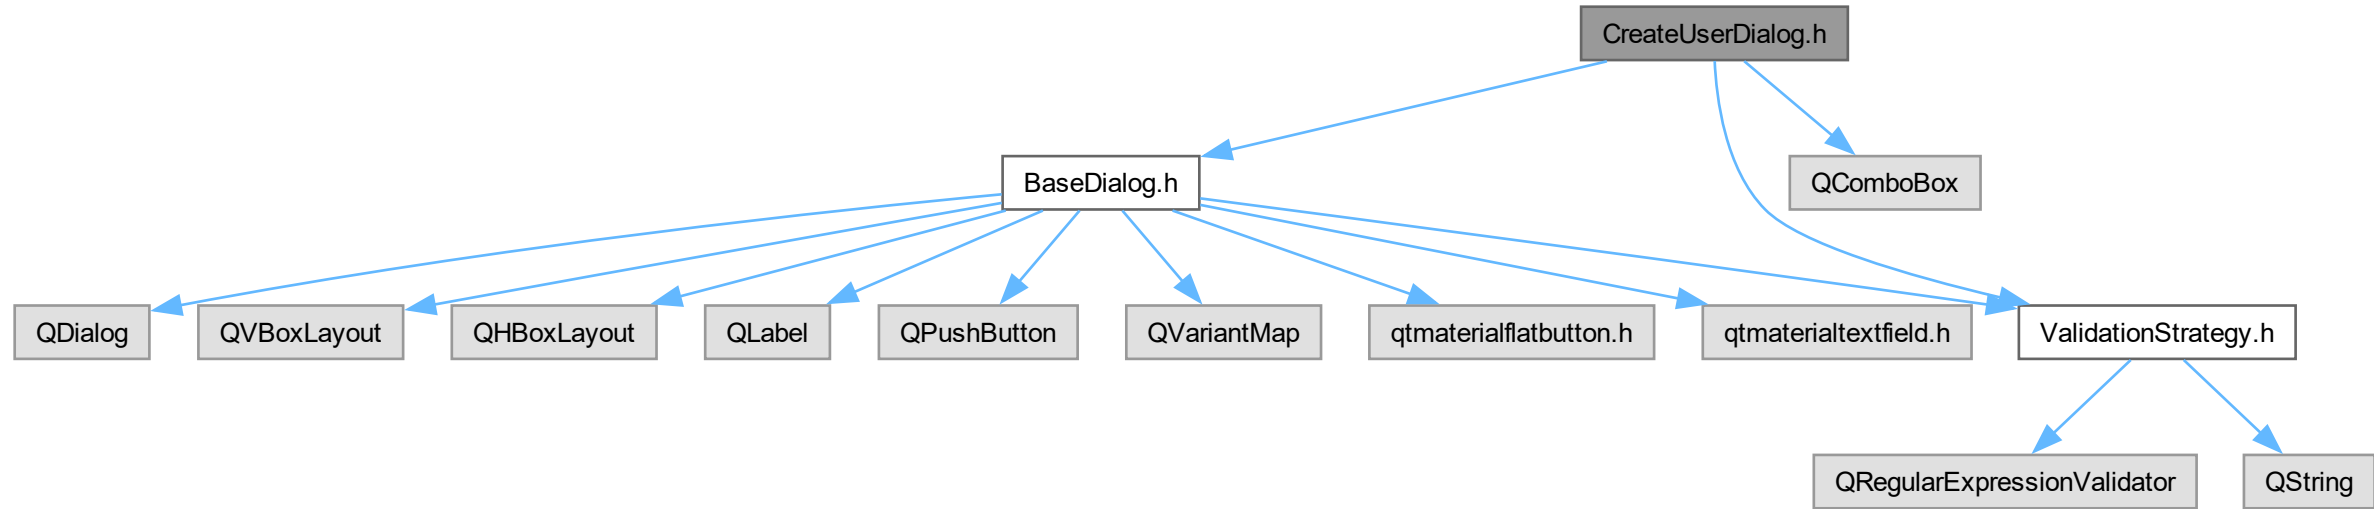 CreateUserDialog.h
BaseDialog.h
QComboBox
QDialog
QVBoxLayout
QHBoxLayout
QLabel
QPushButton
QVariantMap
qtmaterialflatbutton.h
qtmaterialtextfield.h
ValidationStrategy.h
QRegularExpressionValidator
QString